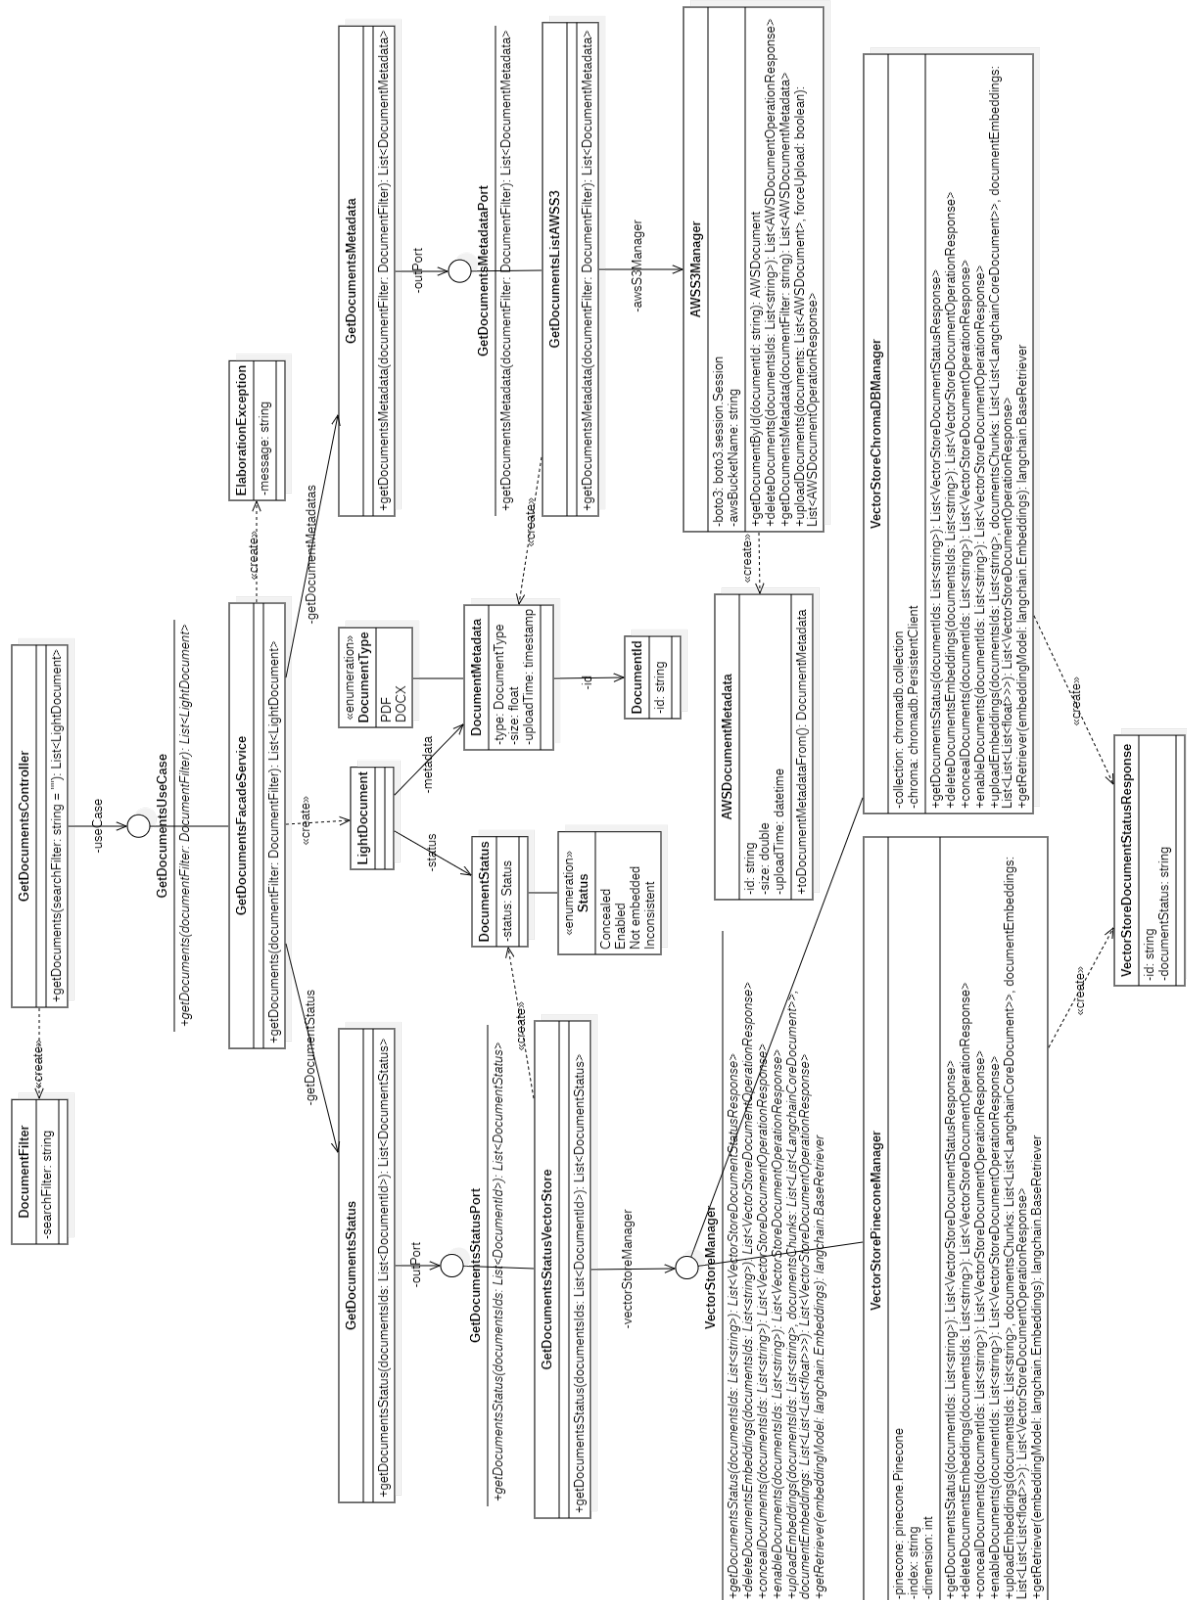 DocumentFilter
-searchFilter: string
«create»
GetDocumentsController
+getDocuments(searchFilter: string = ""): List<LightDocument>
-useCase
GetDocumentsUseCase
+getDocuments(documentFilter: DocumentFilter): List<LightDocument>
GetDocumentsFacadeService
+getDocuments(documentFilter: DocumentFilter): List<LightDocument>
«create»
ElaborationException
-message: string
-getDocumentStatus
«create»
-getDocumentMetadatas
GetDocumentsStatus
+getDocumentsStatus(documentsIds: List<DocumentId>): List<DocumentStatus>
-outPort
GetDocumentsStatusPort
+getDocumentsStatus(documentsIds: List<DocumentId>): List<DocumentStatus>
GetDocumentsStatusVectorStore
+getDocumentsStatus(documentsIds: List<DocumentId>): List<DocumentStatus>
«create»
-vectorStoreManager
LightDocument
-status
-metadata
DocumentStatus
-status: Status
«enumeration»
Status
Concealed
Enabled
Not embedded
Inconsistent
«enumeration»
DocumentType
PDF
DOCX
DocumentMetadata
-type: DocumentType
-size: float
-uploadTime: timestamp
-id
DocumentId
-id: string
GetDocumentsMetadata
+getDocumentsMetadata(documentFilter: DocumentFilter): List<DocumentMetadata>
-outPort
GetDocumentsMetadataPort
+getDocumentsMetadata(documentFilter: DocumentFilter): List<DocumentMetadata>
GetDocumentsListAWSS3
+getDocumentsMetadata(documentFilter: DocumentFilter): List<DocumentMetadata>
«create»
-awsS3Manager
AWSS3Manager
-boto3: boto3.session.Session
-awsBucketName: string
+getDocumentById(documentId: string): AWSDocument
+deleteDocuments(documentsIds: List<string>): List<AWSDocumentOperationResponse>
+getDocumentsMetadata(documentFilter: string): List<AWSDocumentMetadata>
+uploadDocuments(documents: List<AWSDocument>, forceUpload: boolean):
List<AWSDocumentOperationResponse>
«create»
AWSDocumentMetadata
-id: string
-size: double
-uploadTime: datetime
+toDocumentMetadataFrom(): DocumentMetadata
VectorStoreManager
+getDocumentsStatus(documentsIds: List<string>): List<VectorStoreDocumentStatusResponse>
+deleteDocumentsEmbeddings(documentsIds: List<string>): List<VectorStoreDocumentOperationResponse>
+concealDocuments(documentsIds: List<string>): List<VectorStoreDocumentOperationResponse>
+enableDocuments(documentsIds: List<string>): List<VectorStoreDocumentOperationResponse>
+uploadEmbeddings(documentsIds: List<string>, documentsChunks: List<List<LangchainCoreDocument>>,
documentEmbeddings: List<List<List<float>>>): List<VectorStoreDocumentOperationResponse>
+getRetriever(embeddingModel: langchain.Embeddings): langchain.BaseRetriever
VectorStorePineconeManager
-pinecone: pinecone.Pinecone
-index: string
-dimension: int
+getDocumentsStatus(documentIds: List<string>): List<VectorStoreDocumentStatusResponse>
+deleteDocumentsEmbeddings(documentsIds: List<string>): List<VectorStoreDocumentOperationResponse>
+concealDocuments(documentIds: List<string>): List<VectorStoreDocumentOperationResponse>
+enableDocuments(documentIds: List<string>): List<VectorStoreDocumentOperationResponse>
+uploadEmbeddings(documentsIds: List<string>, documentsChunks: List<List<LangchainCoreDocument>>, documentEmbeddings:
List<List<List<float>>>): List<VectorStoreDocumentOperationResponse>
+getRetriever(embeddingModel: langchain.Embeddings): langchain.BaseRetriever
«create»
VectorStoreChromaDBManager
-collection: chromadb.collection
-chroma: chromadb.PersistentClient
+getDocumentsStatus(documentIds: List<string>): List<VectorStoreDocumentStatusResponse>
+deleteDocumentsEmbeddings(documentsIds: List<string>): List<VectorStoreDocumentOperationResponse>
+concealDocuments(documentIds: List<string>): List<VectorStoreDocumentOperationResponse>
+enableDocuments(documentIds: List<string>): List<VectorStoreDocumentOperationResponse>
+uploadEmbeddings(documentsIds: List<string>, documentsChunks: List<List<LangchainCoreDocument>>, documentEmbeddings:
List<List<List<float>>>): List<VectorStoreDocumentOperationResponse>
+getRetriever(embeddingModel: langchain.Embeddings): langchain.BaseRetriever
«create»
VectorStoreDocumentStatusResponse
-id: string
-documentStatus: string